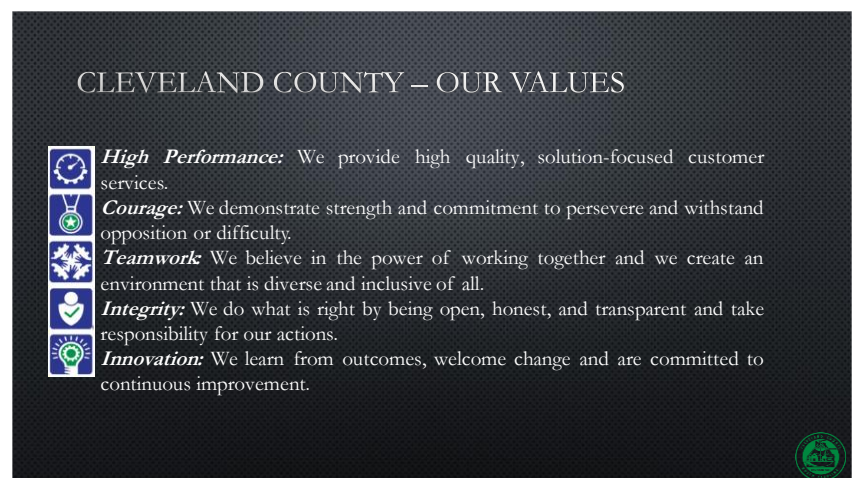 CLEVELAND COUNTY – OUR VALUES
High Performance: We provide high quality, solution-focused customer
services.
Courage: We demonstrate strength and commitment to persevere and withstand
opposition or difficulty.
Teamwork: We believe in the power of working together and we create an
environment that is diverse and inclusive of all.
Integrity: We do what is right by being open, honest, and transparent and take
responsibility for our actions.
Innovation: We learn from outcomes, welcome change and are committed to
continuous improvement.